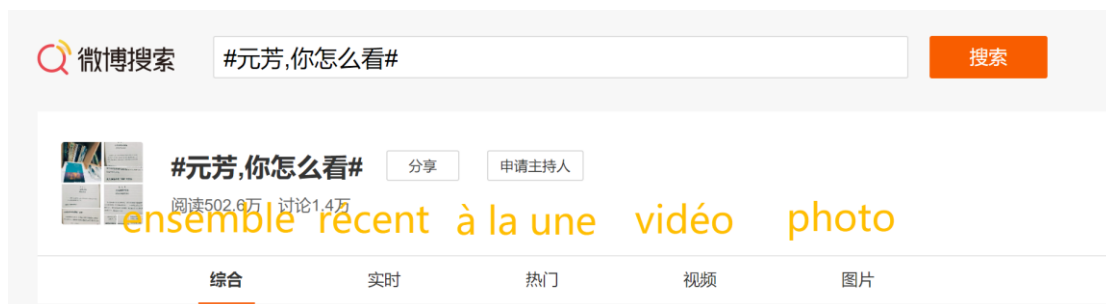 微博搜索 #元芳,你怎么看# 搜索
#元芳,你怎么看# 分享 申请主持人
阅读502.6万 讨论1.4万
ensemble récent à la une vidéo photo
综合 实时 热门 视频 图片